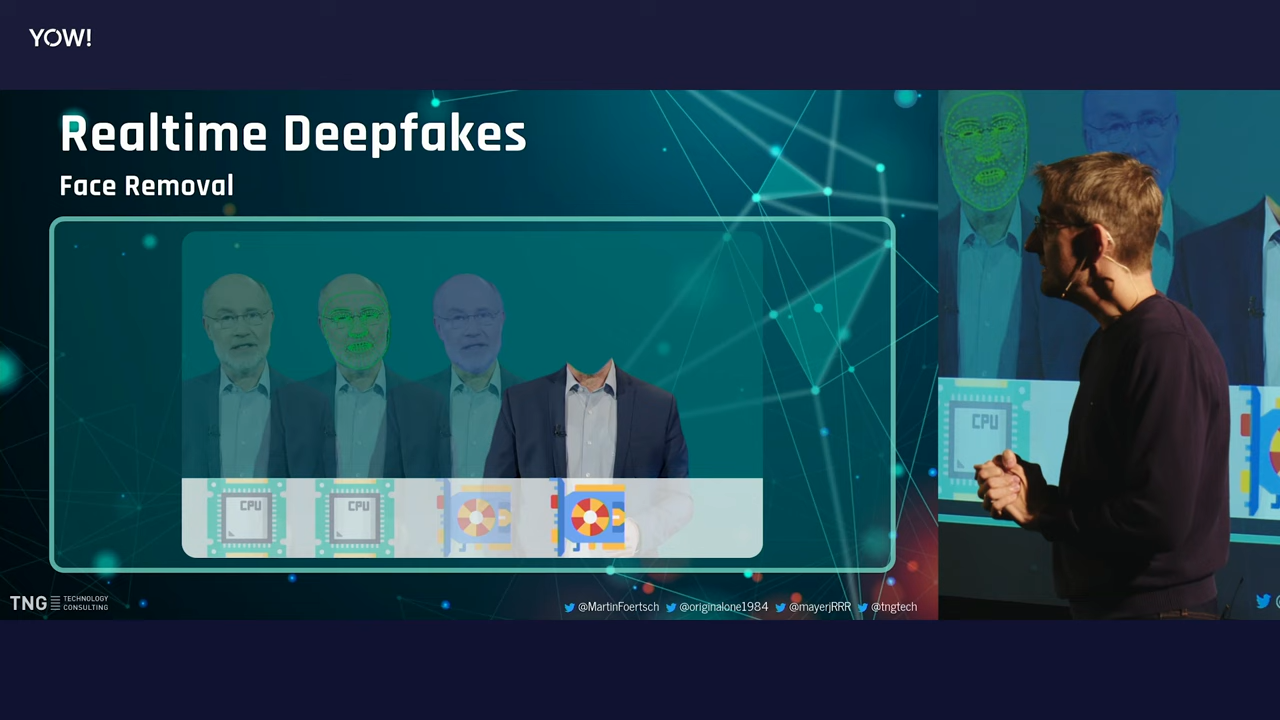 YOW!
Realtime Deepfakes
Face Removal
CPU
CPU
CPU
TNG TECHNOLOGY CONSULTING
@MartinFoertsch @originalone1984 @mayerjRRR @tngtech